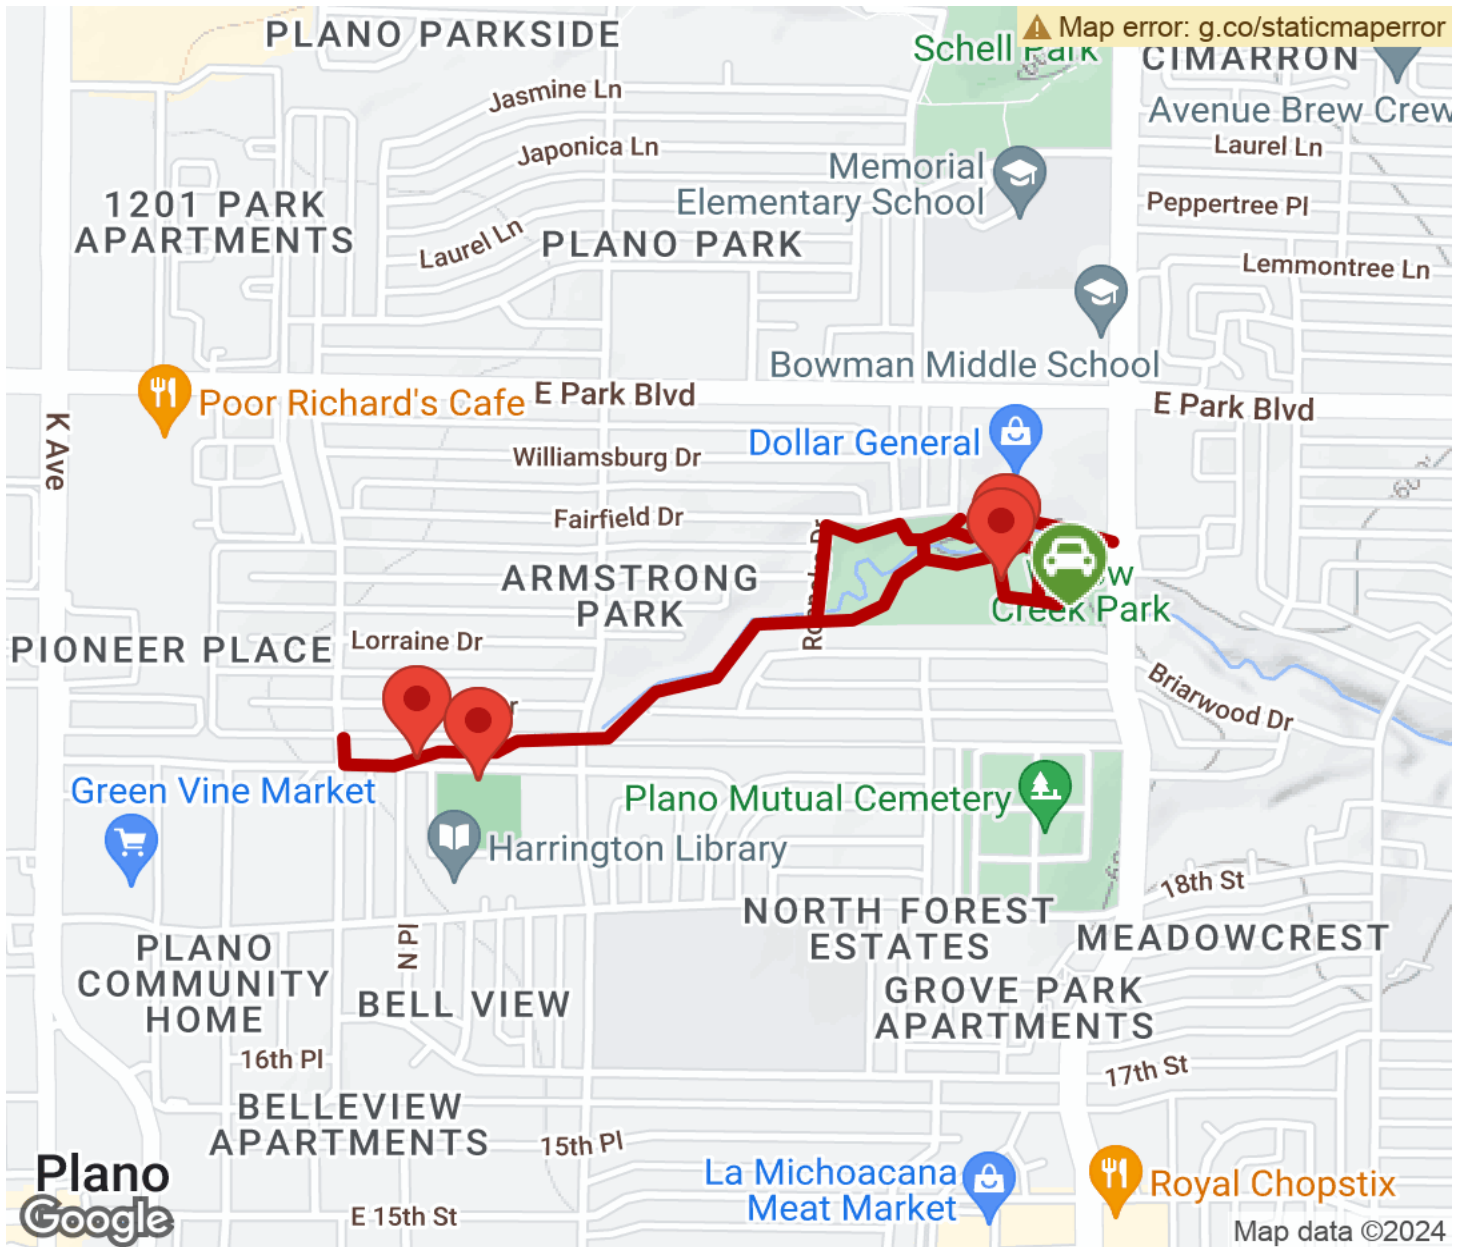 PLANO PARKSIDE
Map error: g.co/staticmaperror
Schell Park
CIMARRON
Jasmine Ln
Avenue Brew Crew
Japonica Ln
Laurel Ln
Memorial
Elementary School
1201 PARK
APARTMENTS
Peppertree Pl
Laurel Ln
PLANO PARK
Lemmontree Ln
Bowman Middle School
Poor Richard's Cafe
E Park Blvd
E Park Blvd
K Ave
Dollar General
Williamsburg Dr
Fairfield Dr
ARMSTRONG
PARK
Creek Park
PIONEER PLACE
Lorraine Dr
Briarwood Dr
Green Vine Market
Plano Mutual Cemetery
Harrington Library
18th St
NORTH FOREST
ESTATES
MEADOWCREST
N Pl
PLANO
COMMUNITY
HOME
BELL VIEW
GROVE PARK
APARTMENTS
16th Pl
17th St
BELLEVIEW
APARTMENTS
15th Pl
Plano
La Michoacana
Meat Market
Royal Chopstix
Google
E 15th St
Map data ©2024